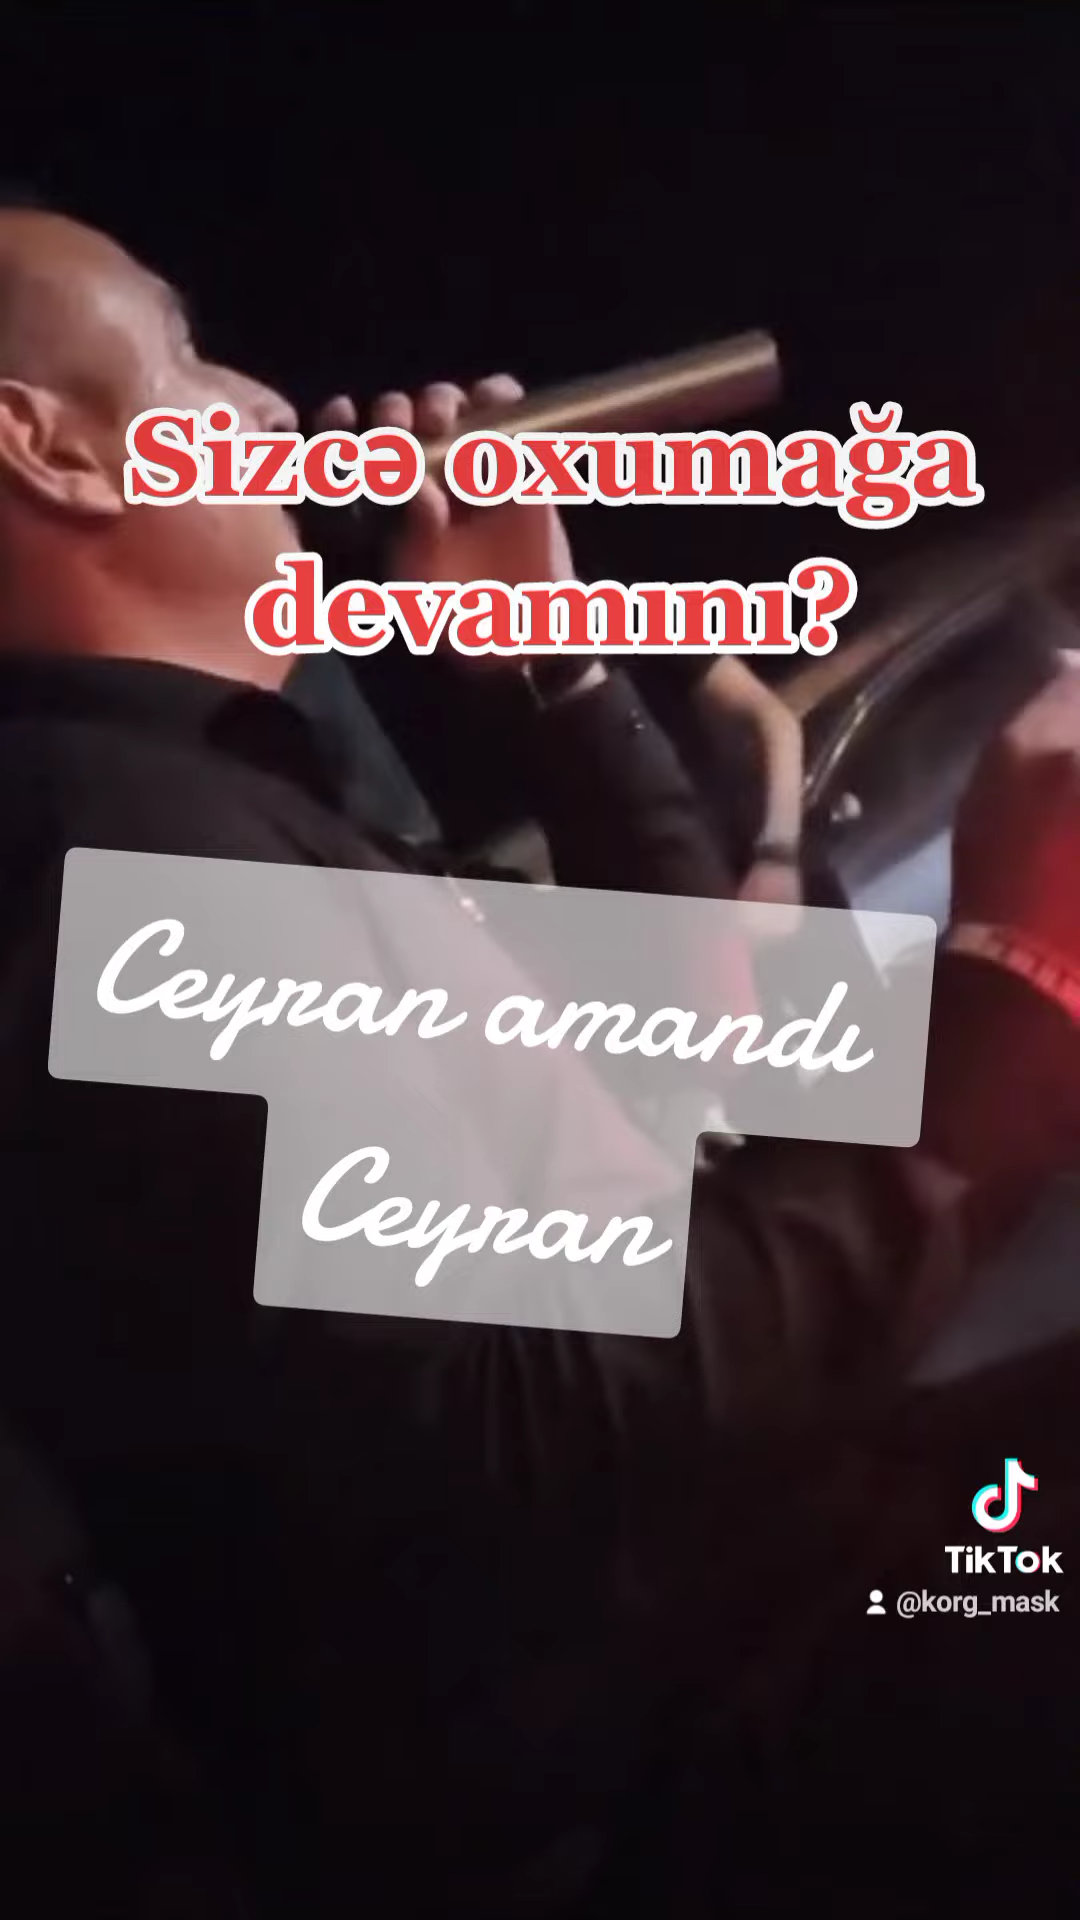 Sizcə oxumağa
devamını?
Ceyran amandı
Ceyran
TikTok
@korg_mask